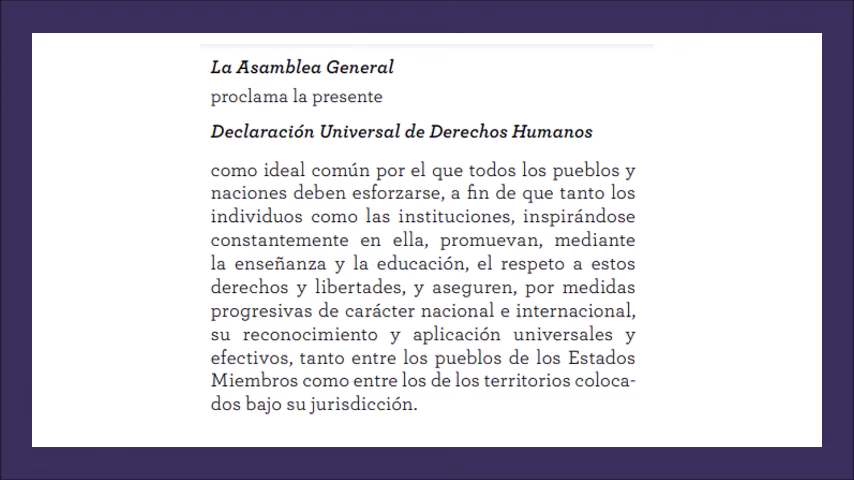 La Asamblea General
proclama la presente
Declaración Universal de Derechos Humanos
como ideal común por el que todos los pueblos y
naciones deben esforzarse, a fin de que tanto los
individuos como las instituciones, inspirándose
constantemente en ella, promuevan, mediante
la enseñanza y la educación, el respeto a estos
derechos y libertades, y aseguren, por medidas
progresivas de carácter nacional e internacional,
su reconocimiento y aplicación universales y
efectivos, tanto entre los pueblos de los Estados
Miembros como entre los de los territorios coloca-
dos bajo su jurisdicción.